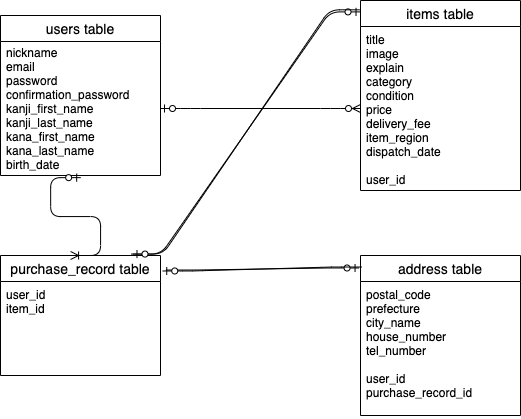 users table
nickname
email
password
confirmation_password
kanji_first_name
kanji_last_name
kana_first_name
kana_last_name
birth_date
items table
title
image
explain
category
condition
price
delivery_fee
item_region
dispatch_date
user_id
purchase_record table
user_id
item_id
address table
postal_code
prefecture
city_name
house_number
tel_number
user_id
purchase_record_id